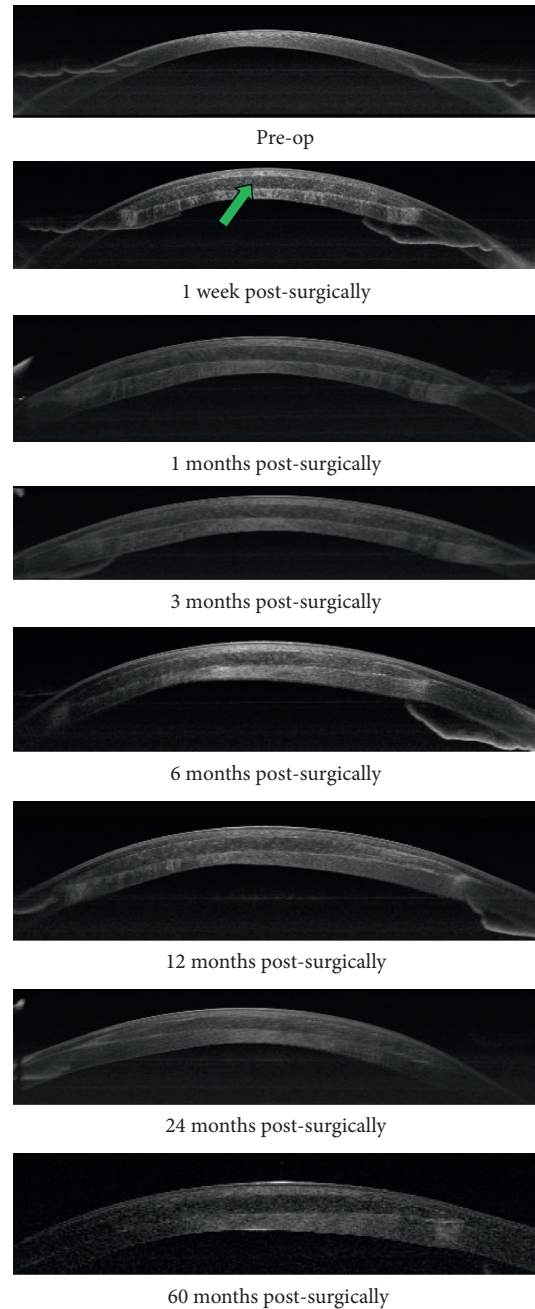 Pre-op
1 week post-surgically
1 months post-surgically
3 months post-surgically
6 months post-surgically
12 months post-surgically
24 months post-surgically
60 months post-surgically